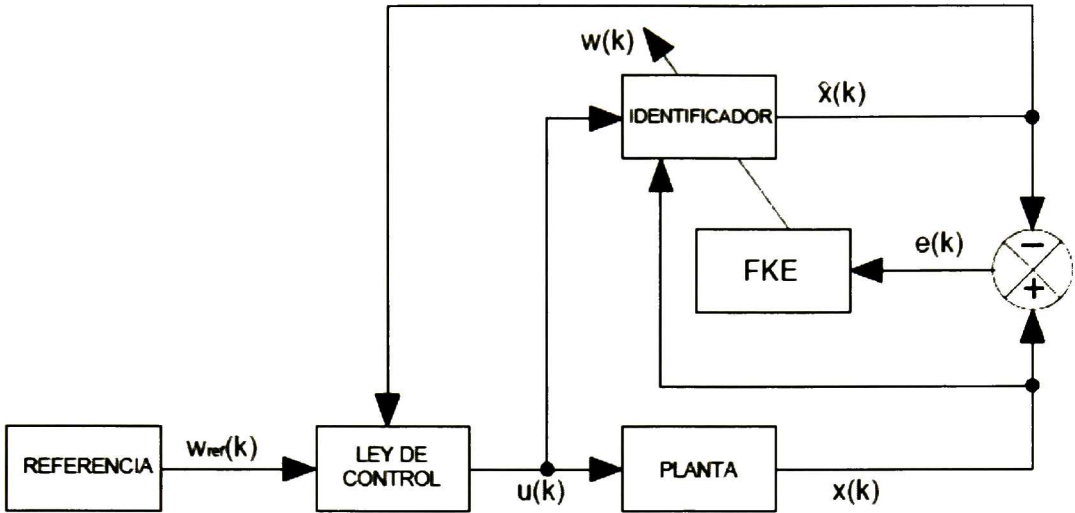 w(k)
IDENTIFICADOR
x̂(k)
FKE
e(k)
−
+
REFERENCIA
wref(k)
LEY DE
CONTROL
u(k)
PLANTA
x(k)